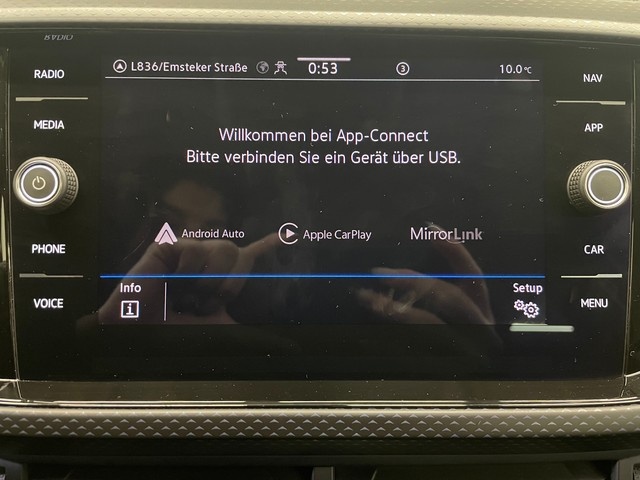 RADIO
RADIO
MEDIA
PHONE
VOICE
L836/Emsteker Straße
0:53
3
10.0°C
Willkommen bei App-Connect
Bitte verbinden Sie ein Gerät über USB.
Android Auto
Apple CarPlay
MirrorLink
Info
i
Setup
NAV
APP
CAR
MENU